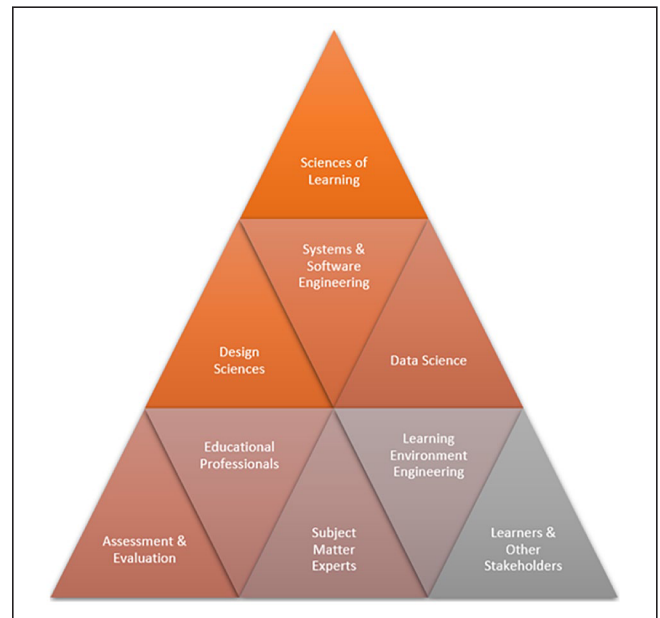 Sciences of
Learning
Systems &
Software
Engineering
Design
Sciences
Data Science
Educational
Professionals
Learning
Environment
Engineering
Assessment &
Evaluation
Subject
Matter
Experts
Learners &
Other
Stakeholders